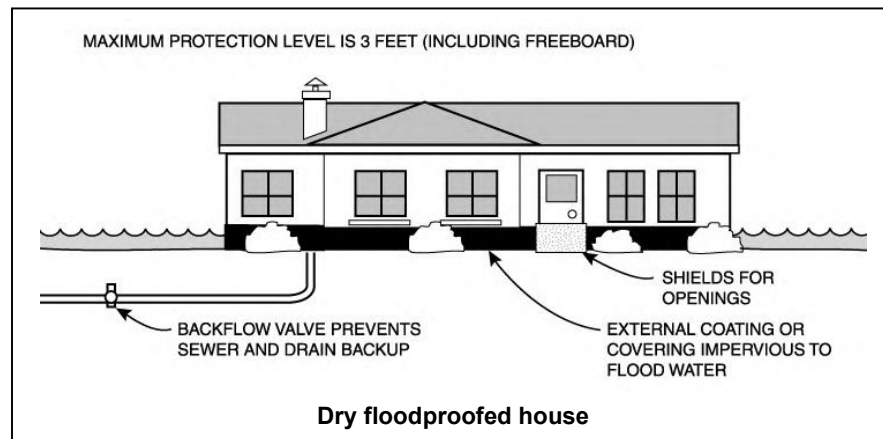 MAXIMUM PROTECTION LEVEL IS 3 FEET (INCLUDING FREEBOARD)
SHIELDS FOR
OPENINGS
BACKFLOW VALVE PREVENTS
SEWER AND DRAIN BACKUP
EXTERNAL COATING OR
COVERING IMPERVIOUS TO
FLOOD WATER
Dry floodproofed house